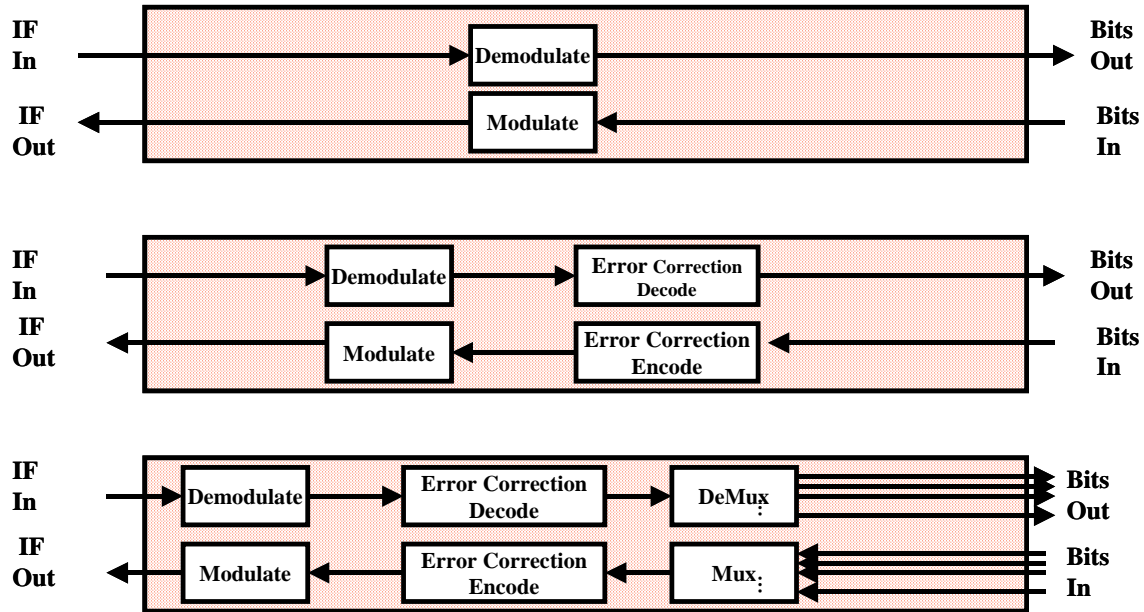 IF
In
Demodulate
Bits
Out
IF
Out
Modulate
Bits
In
IF
In
Demodulate
Error Correction
Decode
Bits
Out
IF
Out
Modulate
Error Correction
Encode
Bits
In
IF
In
Demodulate
Error Correction
Decode
DeMux
...
Bits
Out
IF
Out
Modulate
Error Correction
Encode
Mux
...
Bits
In